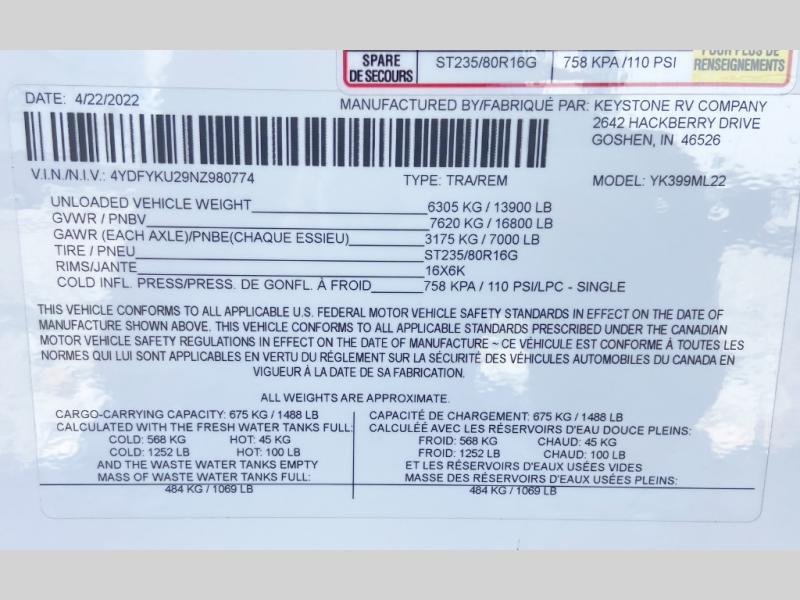 SPARE
DE SECOURS
ST235/80R16G
758 KPA /110 PSI
POUR PLUS DE
RENSEIGNEMENTS
DATE: 4/22/2022
MANUFACTURED BY/FABRIQUÉ PAR: KEYSTONE RV COMPANY
2642 HACKBERRY DRIVE
GOSHEN, IN 46526
V.I.N./N.I.V.: 4YDFYKU29NZ980774 TYPE: TRA/REM MODEL: YK399ML22
UNLOADED VEHICLE WEIGHT 6305 KG / 13900 LB
GVWR / PNBV 7620 KG / 16800 LB
GAWR (EACH AXLE)/PNBE(CHAQUE ESSIEU) 3175 KG / 7000 LB
TIRE / PNEU ST235/80R16G
RIMS/JANTE 16X6K
COLD INFL. PRESS/PRESS. DE GONFL. À FROID 758 KPA / 110 PSI/LPC - SINGLE
THIS VEHICLE CONFORMS TO ALL APPLICABLE U.S. FEDERAL MOTOR VEHICLE SAFETY STANDARDS IN EFFECT ON THE DATE OF
MANUFACTURE SHOWN ABOVE. THIS VEHICLE CONFORMS TO ALL APPLICABLE STANDARDS PRESCRIBED UNDER THE CANADIAN
MOTOR VEHICLE SAFETY REGULATIONS IN EFFECT ON THE DATE OF MANUFACTURE ~ CE VÉHICULE EST CONFORME À TOUTES LES
NORMES QUI LUI SONT APPLICABLES EN VERTU DU RÉGLEMENT SUR LA SÉCURITÉ DES VÉHICULES AUTOMOBILES DU CANADA EN
VIGUEUR À LA DATE DE SA FABRICATION.
ALL WEIGHTS ARE APPROXIMATE.
CARGO-CARRYING CAPACITY: 675 KG / 1488 LB
CALCULATED WITH THE FRESH WATER TANKS FULL:
COLD: 568 KG HOT: 45 KG
COLD: 1252 LB HOT: 100 LB
AND THE WASTE WATER TANKS EMPTY
MASS OF WASTE WATER TANKS FULL:
484 KG / 1069 LB
CAPACITÉ DE CHARGEMENT: 675 KG / 1488 LB
CALCULÉE AVEC LES RÉSERVOIRS D'EAU DOUCE PLEINS:
FROID: 568 KG CHAUD: 45 KG
FROID: 1252 LB CHAUD: 100 LB
ET LES RÉSERVOIRS D'EAUX USÉES VIDES
MASSE DES RÉSERVOIRS D'EAUX USÉES PLEINS:
484 KG / 1069 LB